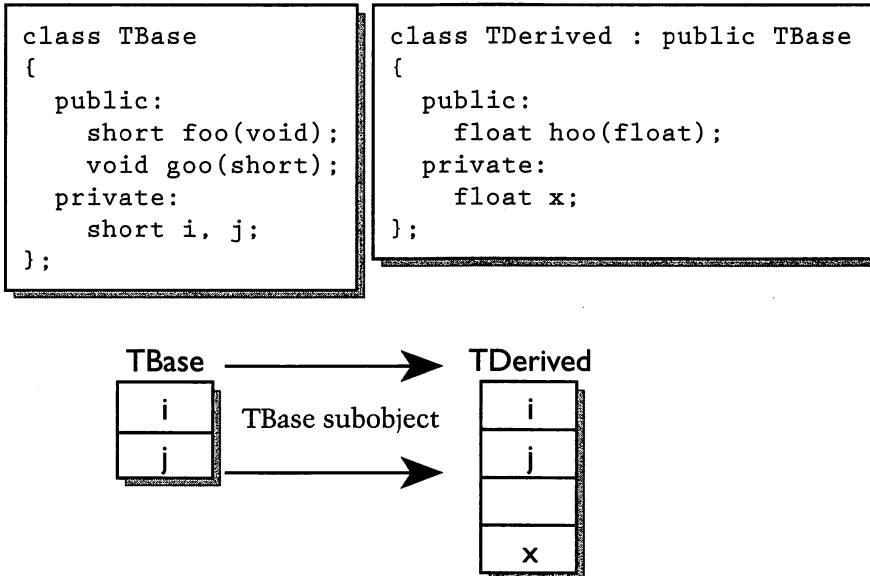 class TBase
{
public:
short foo(void);
void goo(short);
private:
short i, j;
};
class TDerived : public TBase
{
public:
float hoo(float);
private:
float x;
};
TBase
i
j
TBase subobject
TDerived
i
j
x